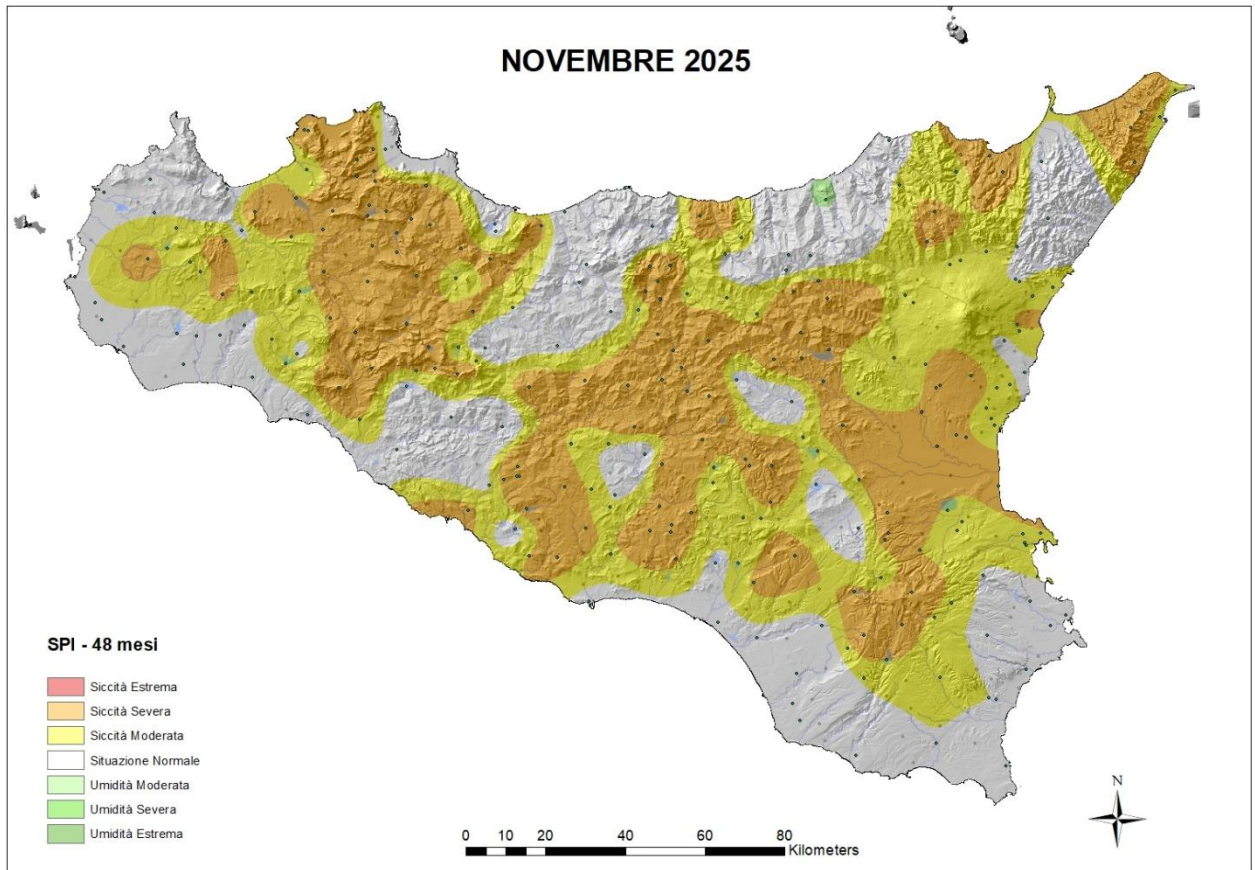 NOVEMBRE 2025
SPI - 48 mesi
Siccità Estrema
Siccità Severa
Siccità Moderata
Situazione Normale
Umidità Moderata
Umidità Severa
Umidità Estrema
N
0 10 20 40 60 80
Kilometers